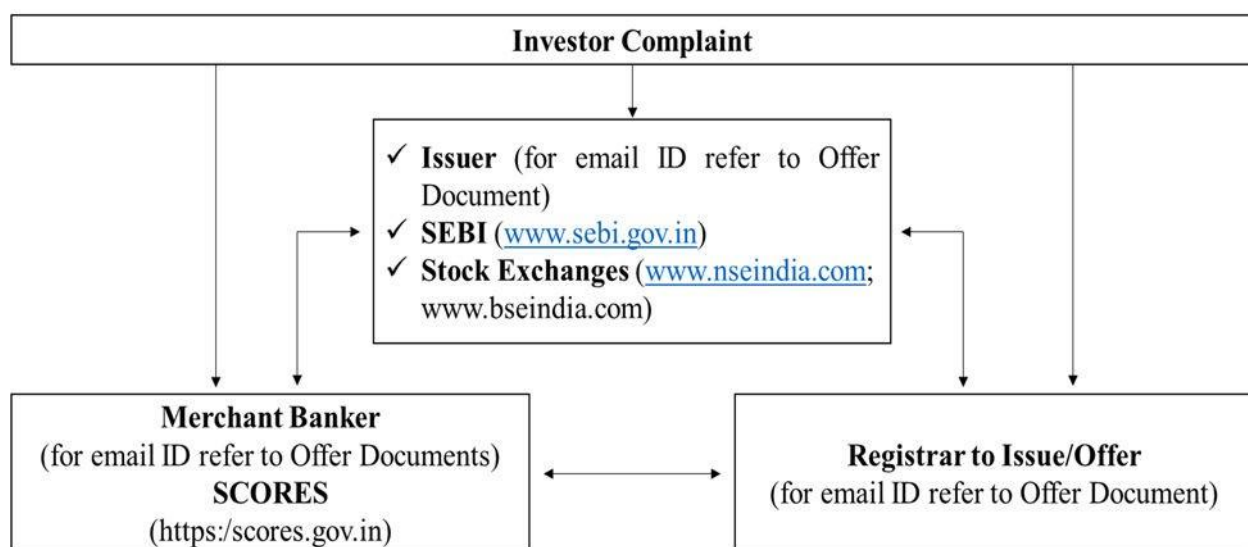 Investor Complaint
✓ Issuer (for email ID refer to Offer
Document)
✓ SEBI (www.sebi.gov.in)
✓ Stock Exchanges (www.nseindia.com;
www.bseindia.com)
Merchant Banker
(for email ID refer to Offer Documents)
SCORES
(https:/scores.gov.in)
Registrar to Issue/Offer
(for email ID refer to Offer Document)